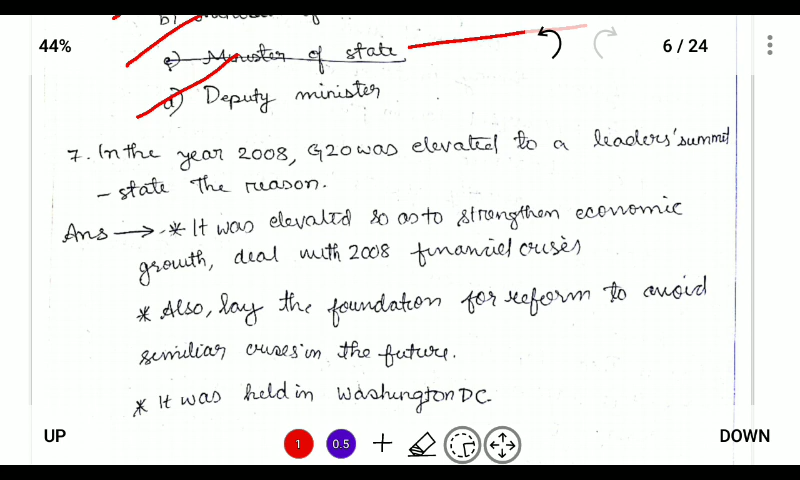 44%
6 / 24
c) Minister of state
d) Deputy minister
7. In the year 2008, G20 was elevated to a leaders' summit
- state the reason.
Ans → * It was elevated so as to strengthen economic
growth, deal with 2008 financial crises
* Also, lay the foundation for reform to avoid
similiar crises in the future.
* It was held in Washington DC.
UP
1
0.5
DOWN